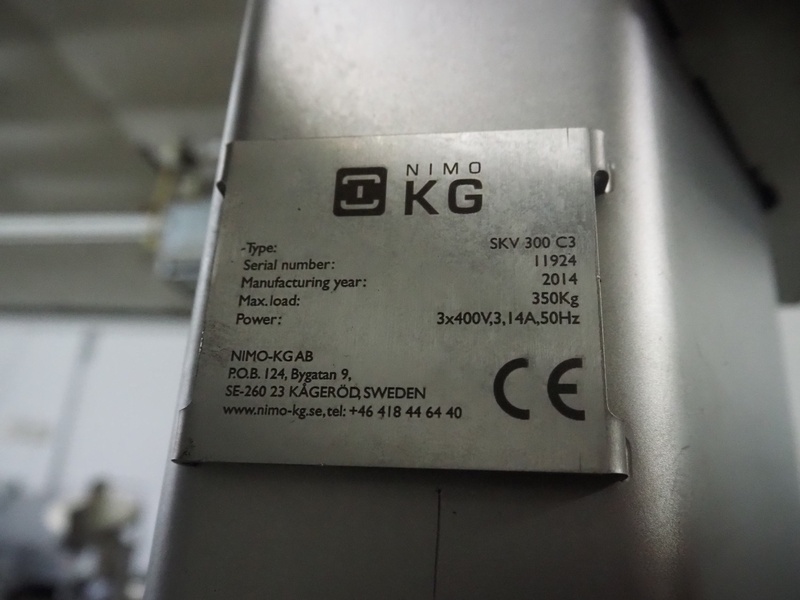 NIMO
KG
Type: SKV 300 C3
Serial number: 11924
Manufacturing year: 2014
Max. load: 350Kg
Power: 3x400V,3,14A,50Hz
NIMO-KG AB
P.O.B. 124, Bygatan 9,
SE-260 23 KÅGERÖD, SWEDEN
www.nimo-kg.se, tel: +46 418 44 64 40
CE